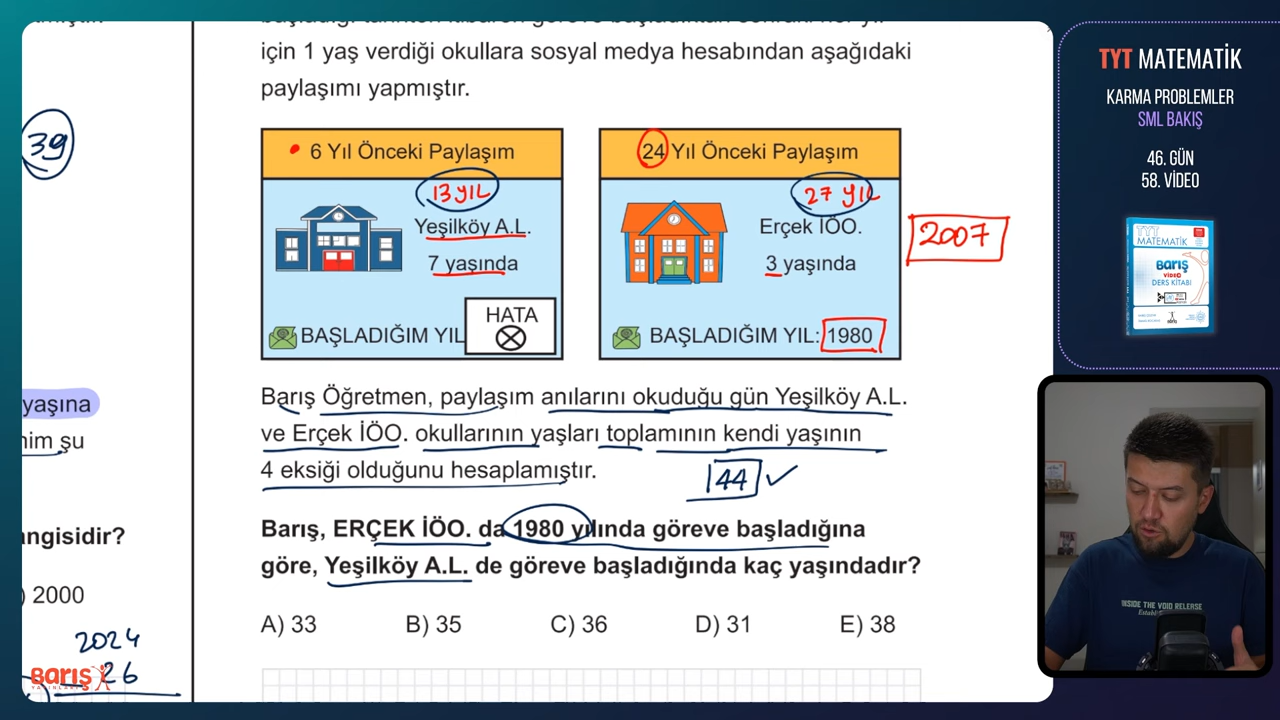 için 1 yaş verdiği okullara sosyal medya hesabından aşağıdaki
paylaşımı yapmıştır.
39
6 Yıl Önceki Paylaşım
13 YIL
Yeşilköy A.L.
7 yaşında
BAŞLADIĞIM YIL
HATA
24 Yıl Önceki Paylaşım
27 YIL
Erçek İÖO.
3 yaşında
BAŞLADIĞIM YIL: 1980
2007
Barış Öğretmen, paylaşım anılarını okuduğu gün Yeşilköy A.L.
ve Erçek İÖO. okullarının yaşları toplamının kendi yaşının
4 eksiği olduğunu hesaplamıştır.
44
Barış, ERÇEK İÖO. da 1980 yılında göreve başladığına
göre, Yeşilköy A.L. de göreve başladığında kaç yaşındadır?
A) 33 B) 35 C) 36 D) 31 E) 38
yaşına
nim şu
angisidir?
) 2000
2024
26
BARIŞ
YAYINLARI
TYT MATEMATİK
KARMA PROBLEMLER
SML BAKIŞ
46. GÜN
58. VİDEO
TYT
MATEMATİK
BARIŞ
VİDEO
DERS KİTABI
INSIDE THE VOID RELEASE